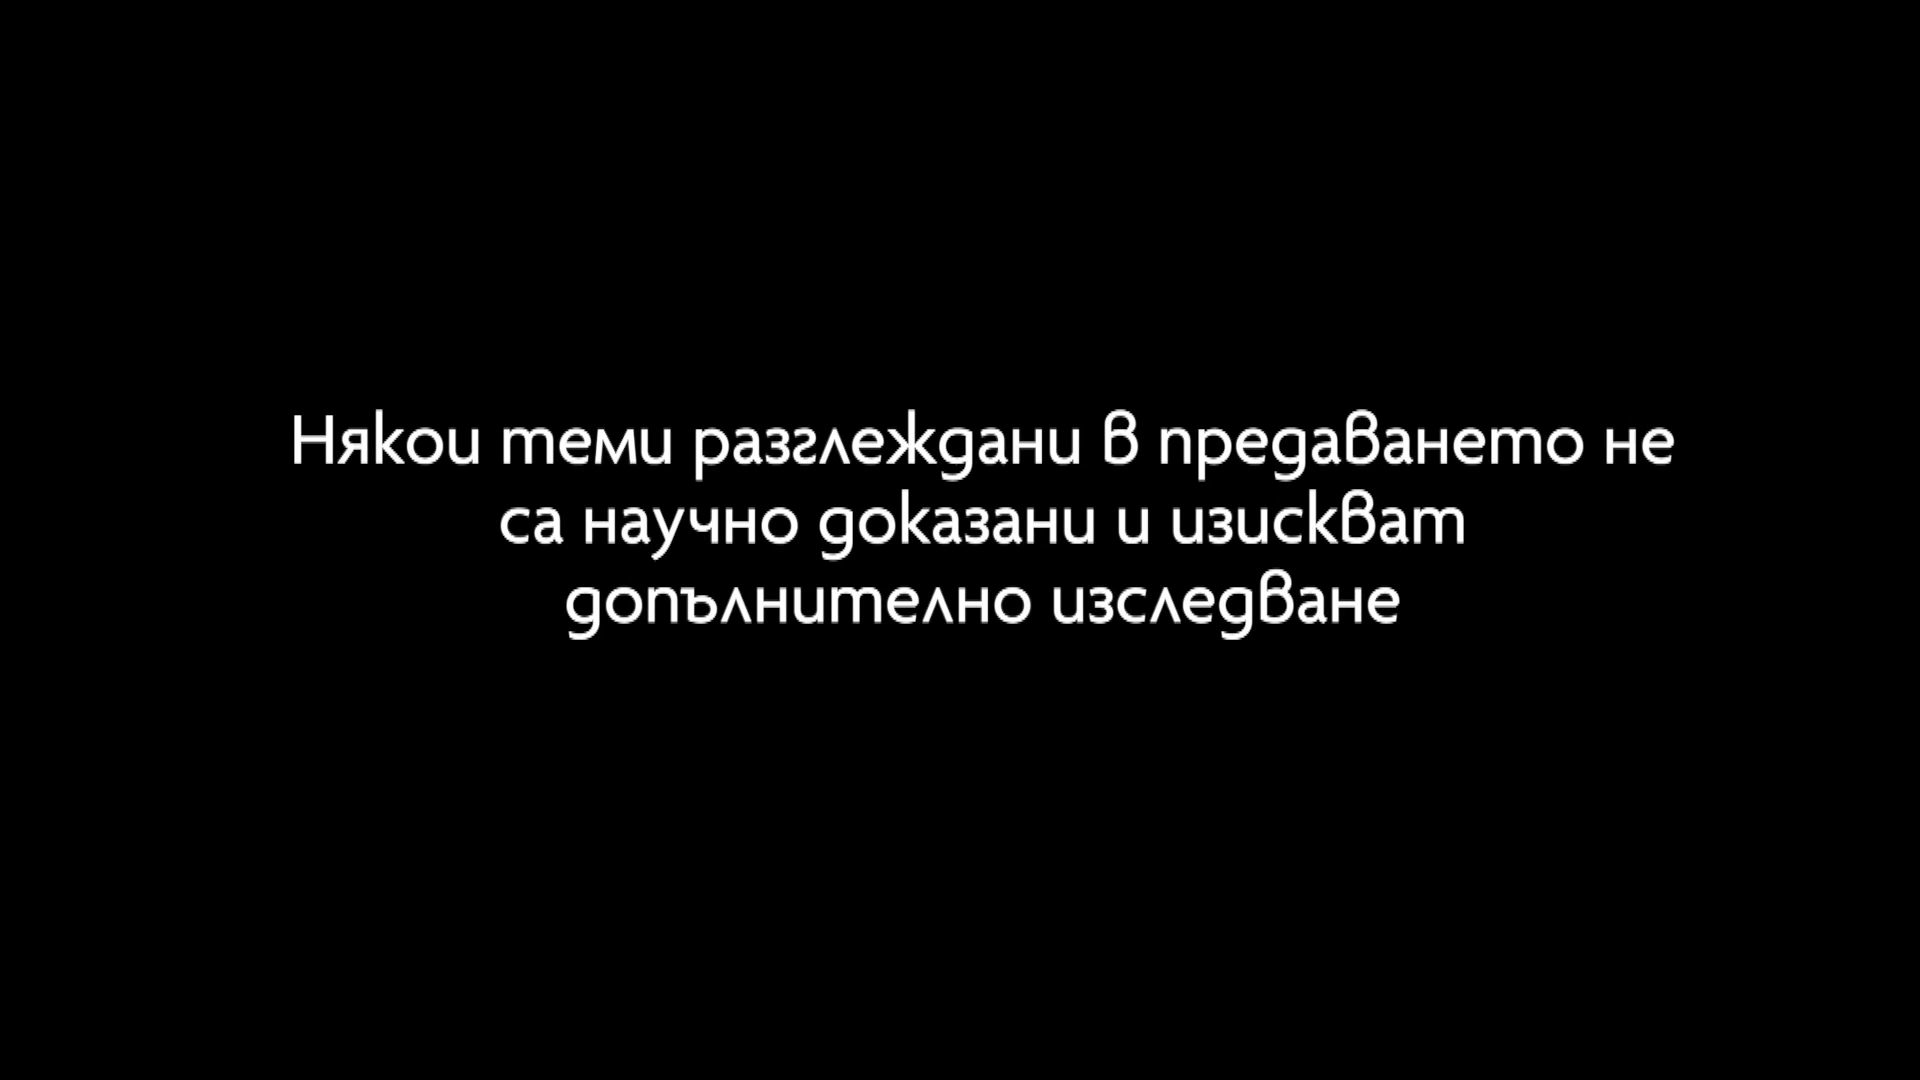 Някои теми разглеждани в предаването не
са научно доказани и изискват
допълнително изследване